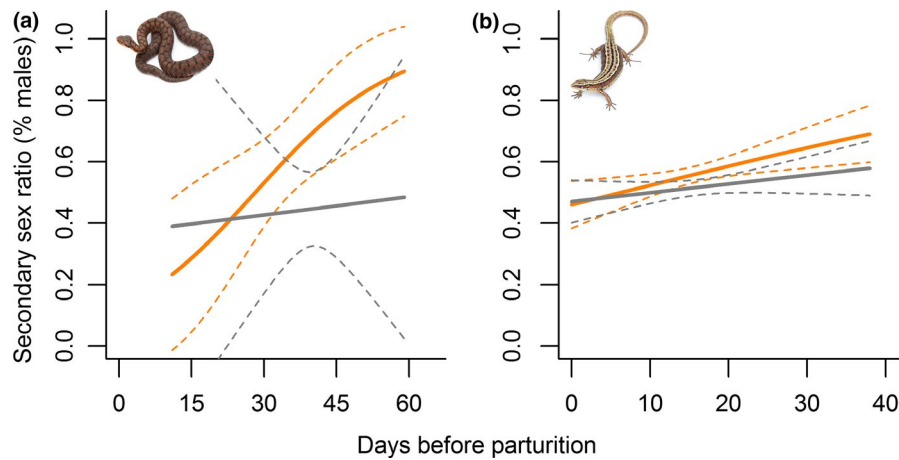 (a)
(b)
Secondary sex ratio (% males)
1.0
0.8
0.6
0.4
0.2
0.0
0 15 30 45 60
1.0
0.8
0.6
0.4
0.2
0.0
0 10 20 30 40
Days before parturition